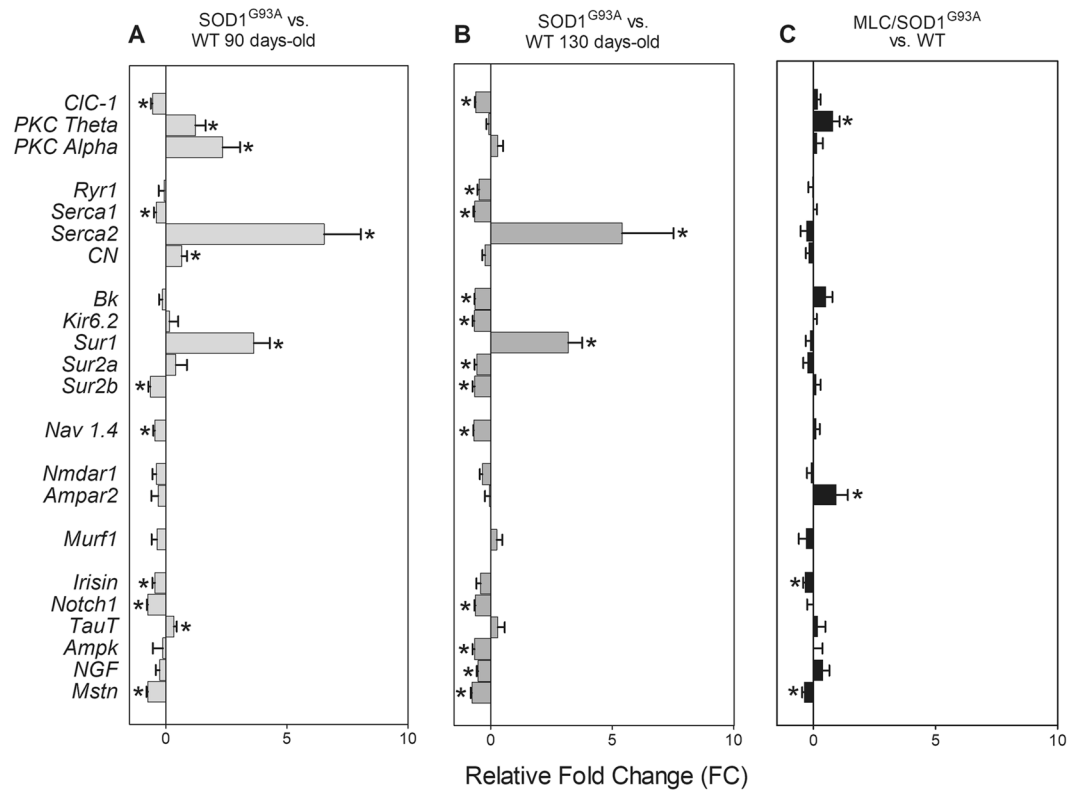 A
SOD1G93A vs.
WT 90 days-old
B
SOD1G93A vs.
WT 130 days-old
C
MLC/SOD1G93A
vs. WT
ClC-1
PKC Theta
PKC Alpha
Ryr1
Serca1
Serca2
CN
Bk
Kir6.2
Sur1
Sur2a
Sur2b
Nav 1.4
Nmdar1
Ampar2
Murf1
Irisin
Notch1
TauT
Ampk
NGF
Mstn
* * * * * * * * * * * * *
* * * * * * * * * * * * * *
* * * *
0 5 10
0 5 10
0 5 10
Relative Fold Change (FC)